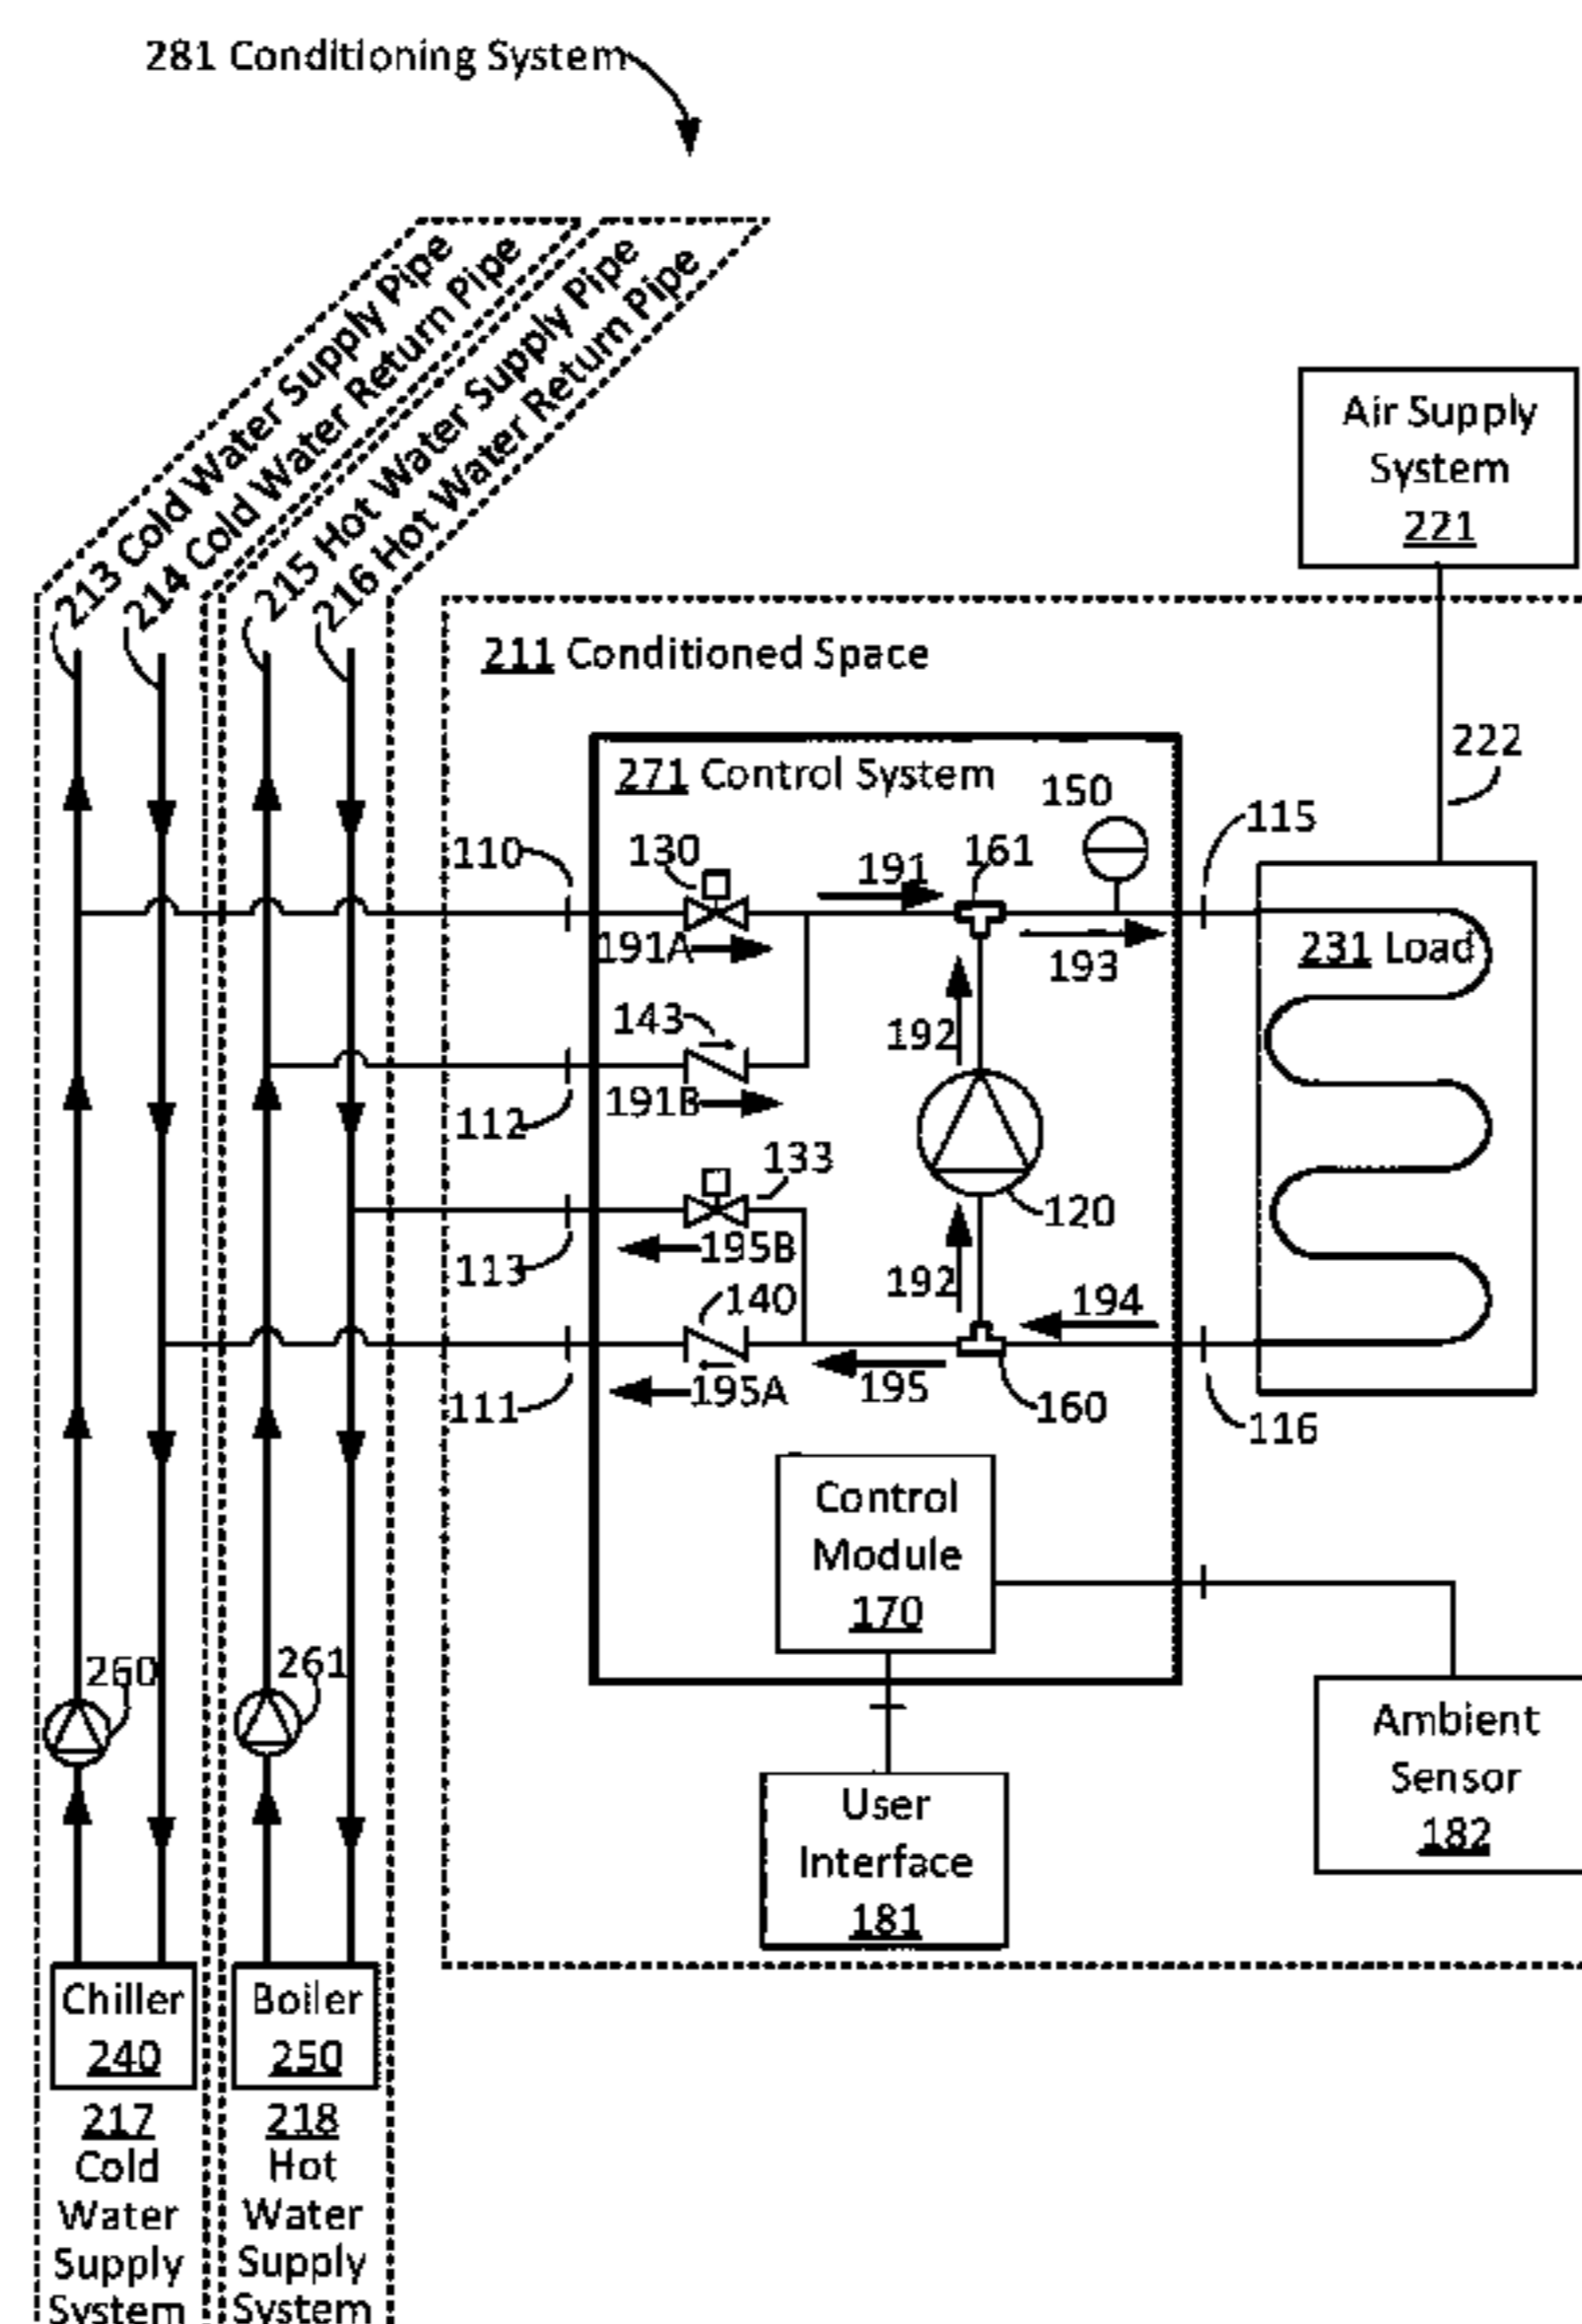 281 Conditioning System
213 Cold Water Supply Pipe
214 Cold Water Return Pipe
215 Hot Water Supply Pipe
216 Hot Water Return Pipe
Air Supply
System
221
211 Conditioned Space
222
271 Control System
150
115
110
130
191
161
191A
193
231 Load
143
192
191B
112
133
120
195B
113
192
194
140
195A
195
160
111
116
Control
Module
170
260
261
Ambient
Sensor
182
User
Interface
181
Chiller
240
Boiler
250
217
Cold
Water
Supply
System
218
Hot
Water
Supply
System